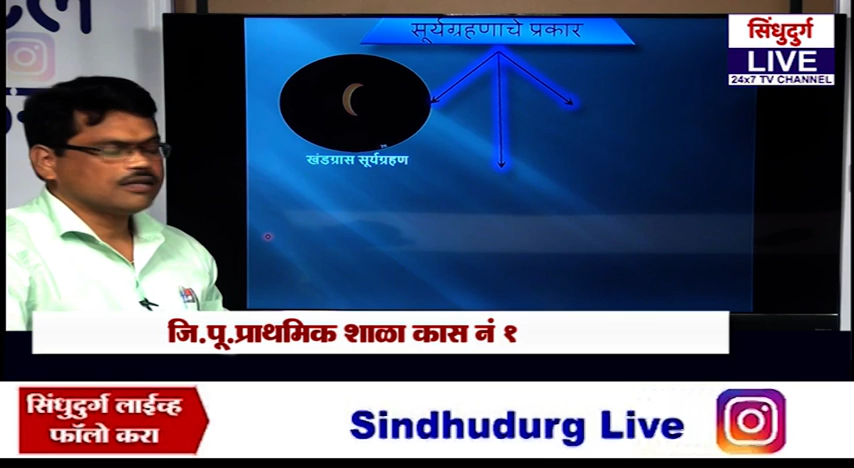 सूर्यग्रहणाचे प्रकार
सिंधुदुर्ग
LIVE
24x7 TV CHANNEL
खंडग्रास सूर्यग्रहण
जि.पू.प्राथमिक शाळा कास नं १
सिंधुदुर्ग लाईव्ह
फॉलो करा
Sindhudurg Live